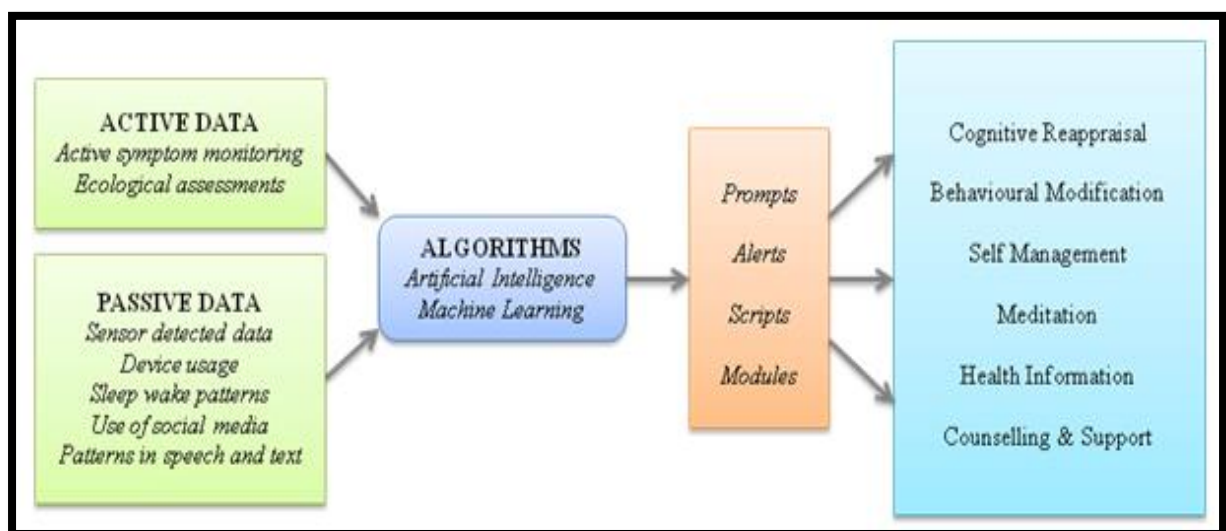 ACTIVE DATA
Active symptom monitoring
Ecological assessments
PASSIVE DATA
Sensor detected data
Device usage
Sleep wake patterns
Use of social media
Patterns in speech and text
ALGORITHMS
Artificial Intelligence
Machine Learning
Prompts
Alerts
Scripts
Modules
Cognitive Reappraisal
Behavioural Modification
Self Management
Meditation
Health Information
Counselling & Support